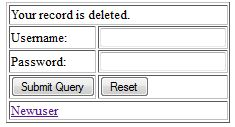 Your record is deleted.
Username:
Password:
Submit Query Reset
Newuser